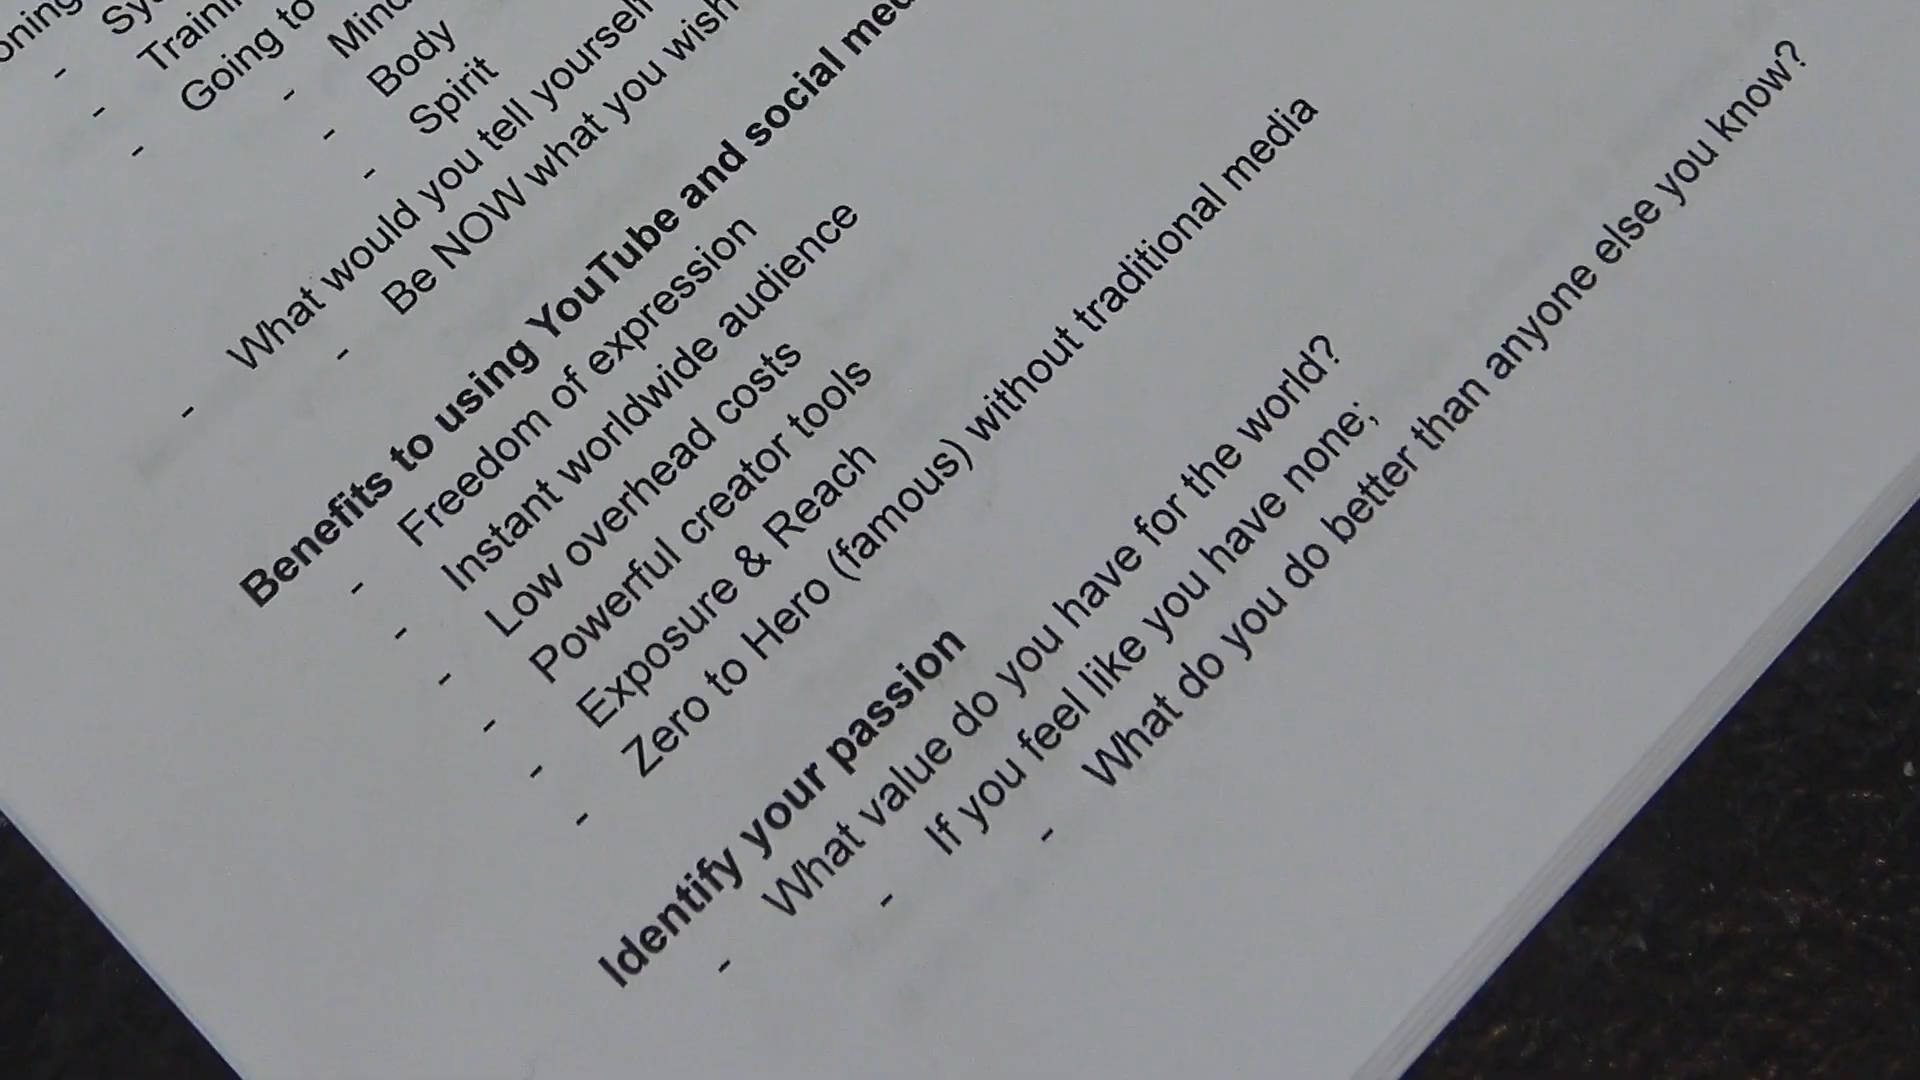 - Body
- Spirit
- What would you tell yourself
- Be NOW what you wish
Benefits to using YouTube and social
- Freedom of expression
- Instant worldwide audience
- Low overhead costs
- Powerful creator tools
- Exposure & Reach
- Zero to Hero (famous) without traditional media
Identify your passion
- What value do you have for the world?
- If you feel like you have none;
- What do you do better than anyone else you know?